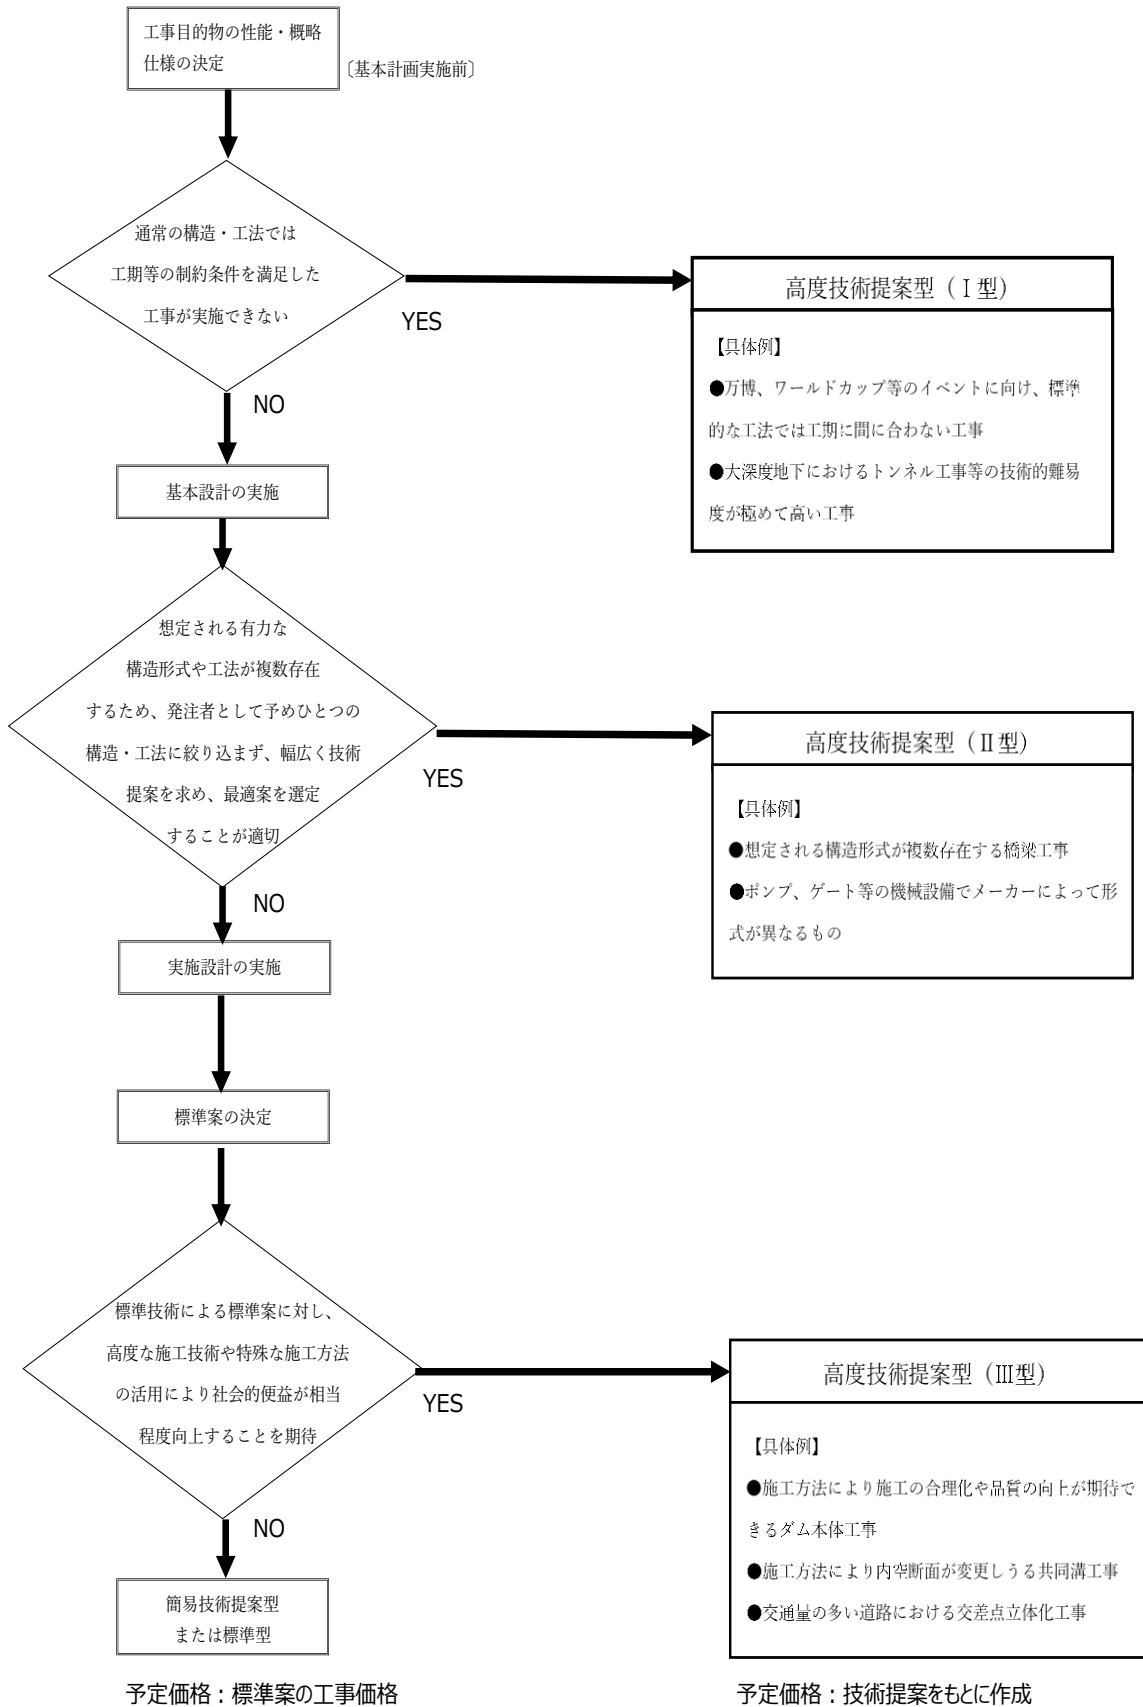 工事目的物の性能・概略
仕様の決定
〔基本計画実施前〕
通常の構造・工法では
工期等の制約条件を満足した
工事が実施できない
YES
高度技術提案型（Ⅰ型）
【具体例】
●万博、ワールドカップ等のイベントに向け、標準
的な工法では工期に間に合わない工事
●大深度地下におけるトンネル工事等の技術的難易
度が極めて高い工事
NO
基本設計の実施
想定される有力な
構造形式や工法が複数存在
するため、発注者として予めひとつの
構造・工法に絞り込まず、幅広く技術
提案を求め、最適案を選定
することが適切
YES
高度技術提案型（Ⅱ型）
【具体例】
●想定される構造形式が複数存在する橋梁工事
●ポンプ、ゲート等の機械設備でメーカーによって形
式が異なるもの
NO
実施設計の実施
標準案の決定
標準技術による標準案に対し、
高度な施工技術や特殊な施工方法
の活用により社会的便益が相当
程度向上することを期待
YES
高度技術提案型（Ⅲ型）
【具体例】
●施工方法により施工の合理化や品質の向上が期待で
きるダム本体工事
●施工方法により内空断面が変更しうる共同溝工事
●交通量の多い道路における交差点立体化工事
NO
簡易技術提案型
または標準型
予定価格：標準案の工事価格
予定価格：技術提案をもとに作成